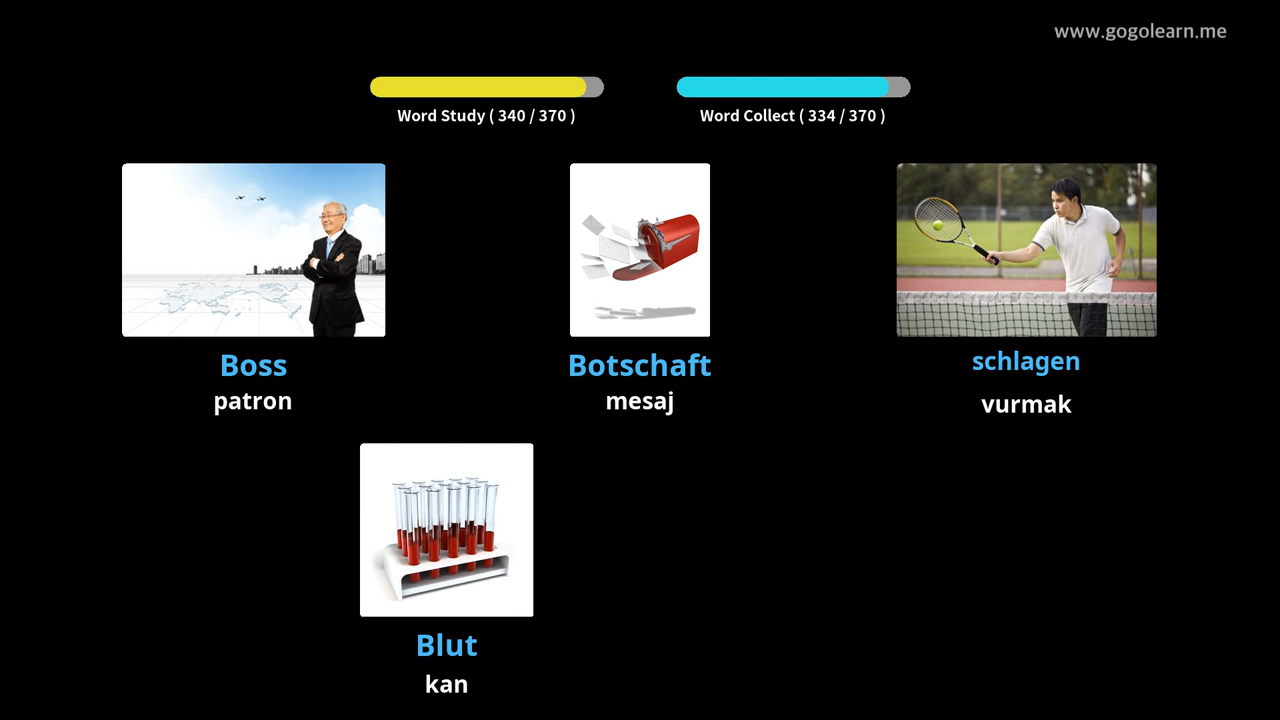 www.gogolearn.me
Word Study ( 340 / 370 )
Word Collect ( 334 / 370 )
Boss
patron
Botschaft
mesaj
schlagen
vurmak
Blut
kan